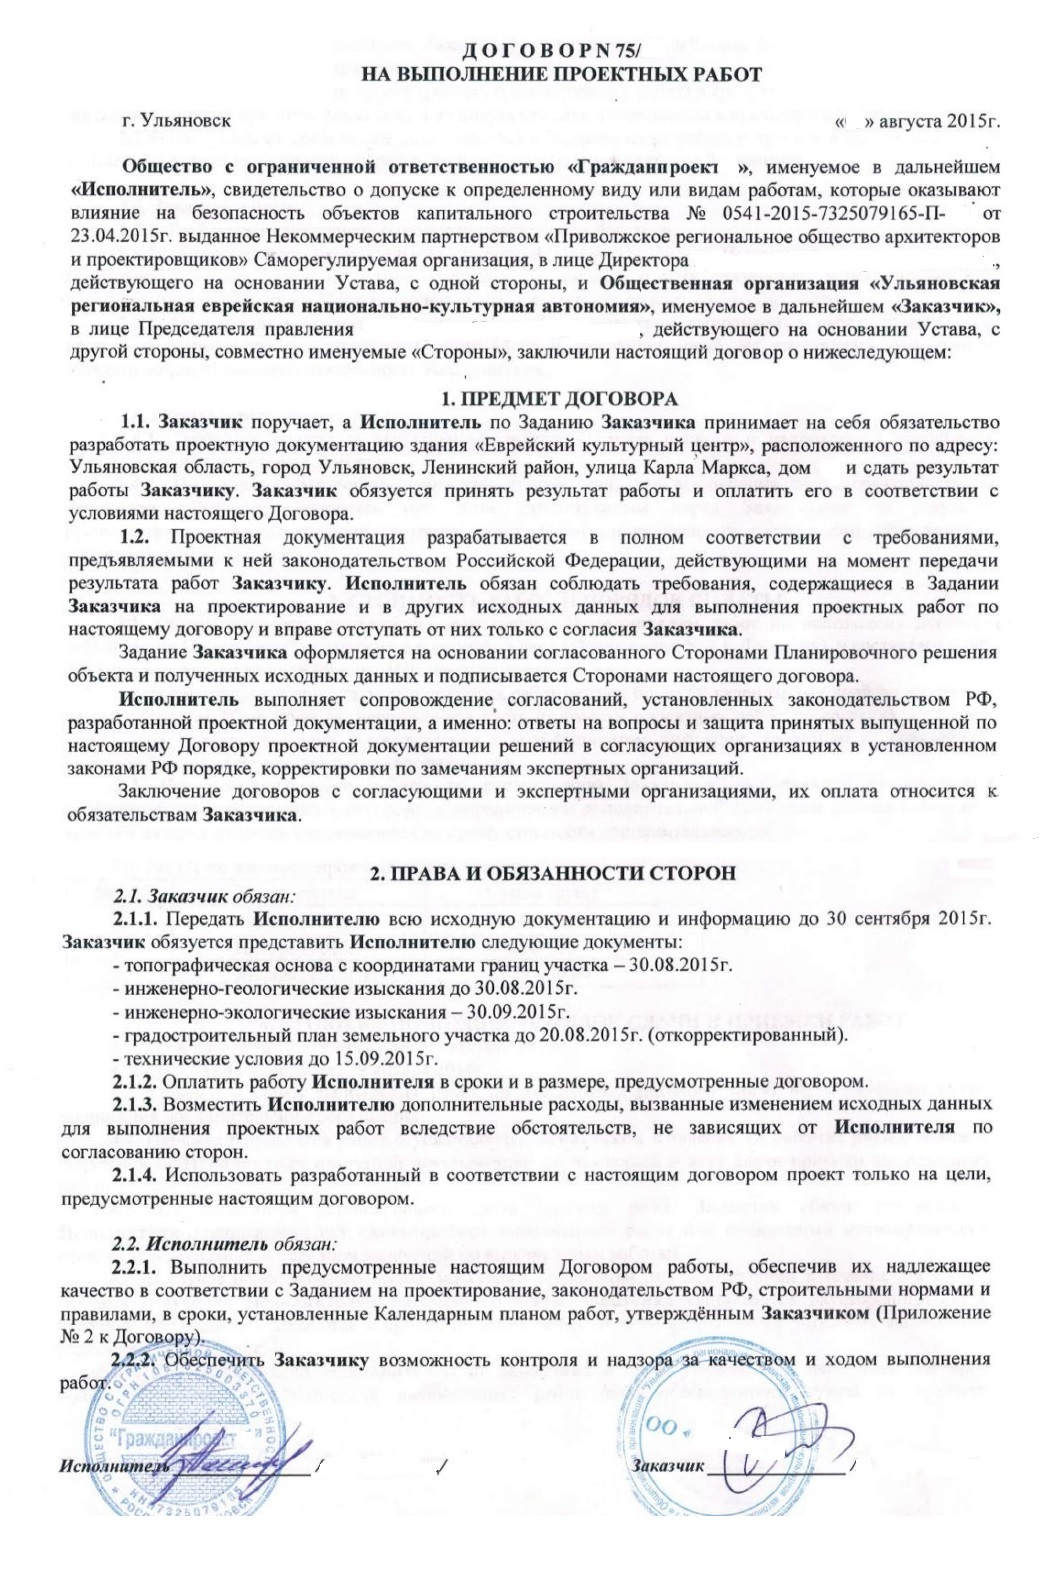 Д О Г О В О Р N 75/
НА ВЫПОЛНЕНИЕ ПРОЕКТНЫХ РАБОТ
г. Ульяновск « » августа 2015г.
Общество с ограниченной ответственностью «Гражданпроект », именуемое в дальнейшем
«Исполнитель», свидетельство о допуске к определенному виду или видам работам, которые оказывают
влияние на безопасность объектов капитального строительства № 0541-2015-7325079165-П- от
23.04.2015г. выданное Некоммерческим партнерством «Приволжское региональное общество архитекторов
и проектировщиков» Саморегулируемая организация, в лице Директора .,
действующего на основании Устава, с одной стороны, и Общественная организация «Ульяновская
региональная еврейская национально-культурная автономия», именуемое в дальнейшем «Заказчик»,
в лице Председателя правления , действующего на основании Устава, с
другой стороны, совместно именуемые «Стороны», заключили настоящий договор о нижеследующем:
1. ПРЕДМЕТ ДОГОВОРА
1.1. Заказчик поручает, а Исполнитель по Заданию Заказчика принимает на себя обязательство
разработать проектную документацию здания «Еврейский культурный центр», расположенного по адресу:
Ульяновская область, город Ульяновск, Ленинский район, улица Карла Маркса, дом и сдать результат
работы Заказчику. Заказчик обязуется принять результат работы и оплатить его в соответствии с
условиями настоящего Договора.
1.2. Проектная документация разрабатывается в полном соответствии с требованиями,
предъявляемыми к ней законодательством Российской Федерации, действующими на момент передачи
результата работ Заказчику. Исполнитель обязан соблюдать требования, содержащиеся в Задании
Заказчика на проектирование и в других исходных данных для выполнения проектных работ по
настоящему договору и вправе отступать от них только с согласия Заказчика.
Задание Заказчика оформляется на основании согласованного Сторонами Планировочного решения
объекта и полученных исходных данных и подписывается Сторонами настоящего договора.
Исполнитель выполняет сопровождение согласований, установленных законодательством РФ,
разработанной проектной документации, а именно: ответы на вопросы и защита принятых выпущенной по
настоящему Договору проектной документации решений в согласующих организациях в установленном
законами РФ порядке, корректировки по замечаниям экспертных организаций.
Заключение договоров с согласующими и экспертными организациями, их оплата относится к
обязательствам Заказчика.
2. ПРАВА И ОБЯЗАННОСТИ СТОРОН
2.1. Заказчик обязан:
2.1.1. Передать Исполнителю всю исходную документацию и информацию до 30 сентября 2015г.
Заказчик обязуется представить Исполнителю следующие документы:
- топографическая основа с координатами границ участка – 30.08.2015г.
- инженерно-геологические изыскания до 30.08.2015г.
- инженерно-экологические изыскания – 30.09.2015г.
- градостроительный план земельного участка до 20.08.2015г. (откорректированный).
- технические условия до 15.09.2015г.
2.1.2. Оплатить работу Исполнителя в сроки и в размере, предусмотренные договором.
2.1.3. Возместить Исполнителю дополнительные расходы, вызванные изменением исходных данных
для выполнения проектных работ вследствие обстоятельств, не зависящих от Исполнителя по
согласованию сторон.
2.1.4. Использовать разработанный в соответствии с настоящим договором проект только на цели,
предусмотренные настоящим договором.
2.2. Исполнитель обязан:
2.2.1. Выполнить предусмотренные настоящим Договором работы, обеспечив их надлежащее
качество в соответствии с Заданием на проектирование, законодательством РФ, строительными нормами и
правилами, в сроки, установленные Календарным планом работ, утверждённым Заказчиком (Приложение
№ 2 к Договору).
2.2.2. Обеспечить Заказчику возможность контроля и надзора за качеством и ходом выполнения
работ.
"Гражданпроект"
ОО «
Исполнитель ______________ / ./ Заказчик ______________ /